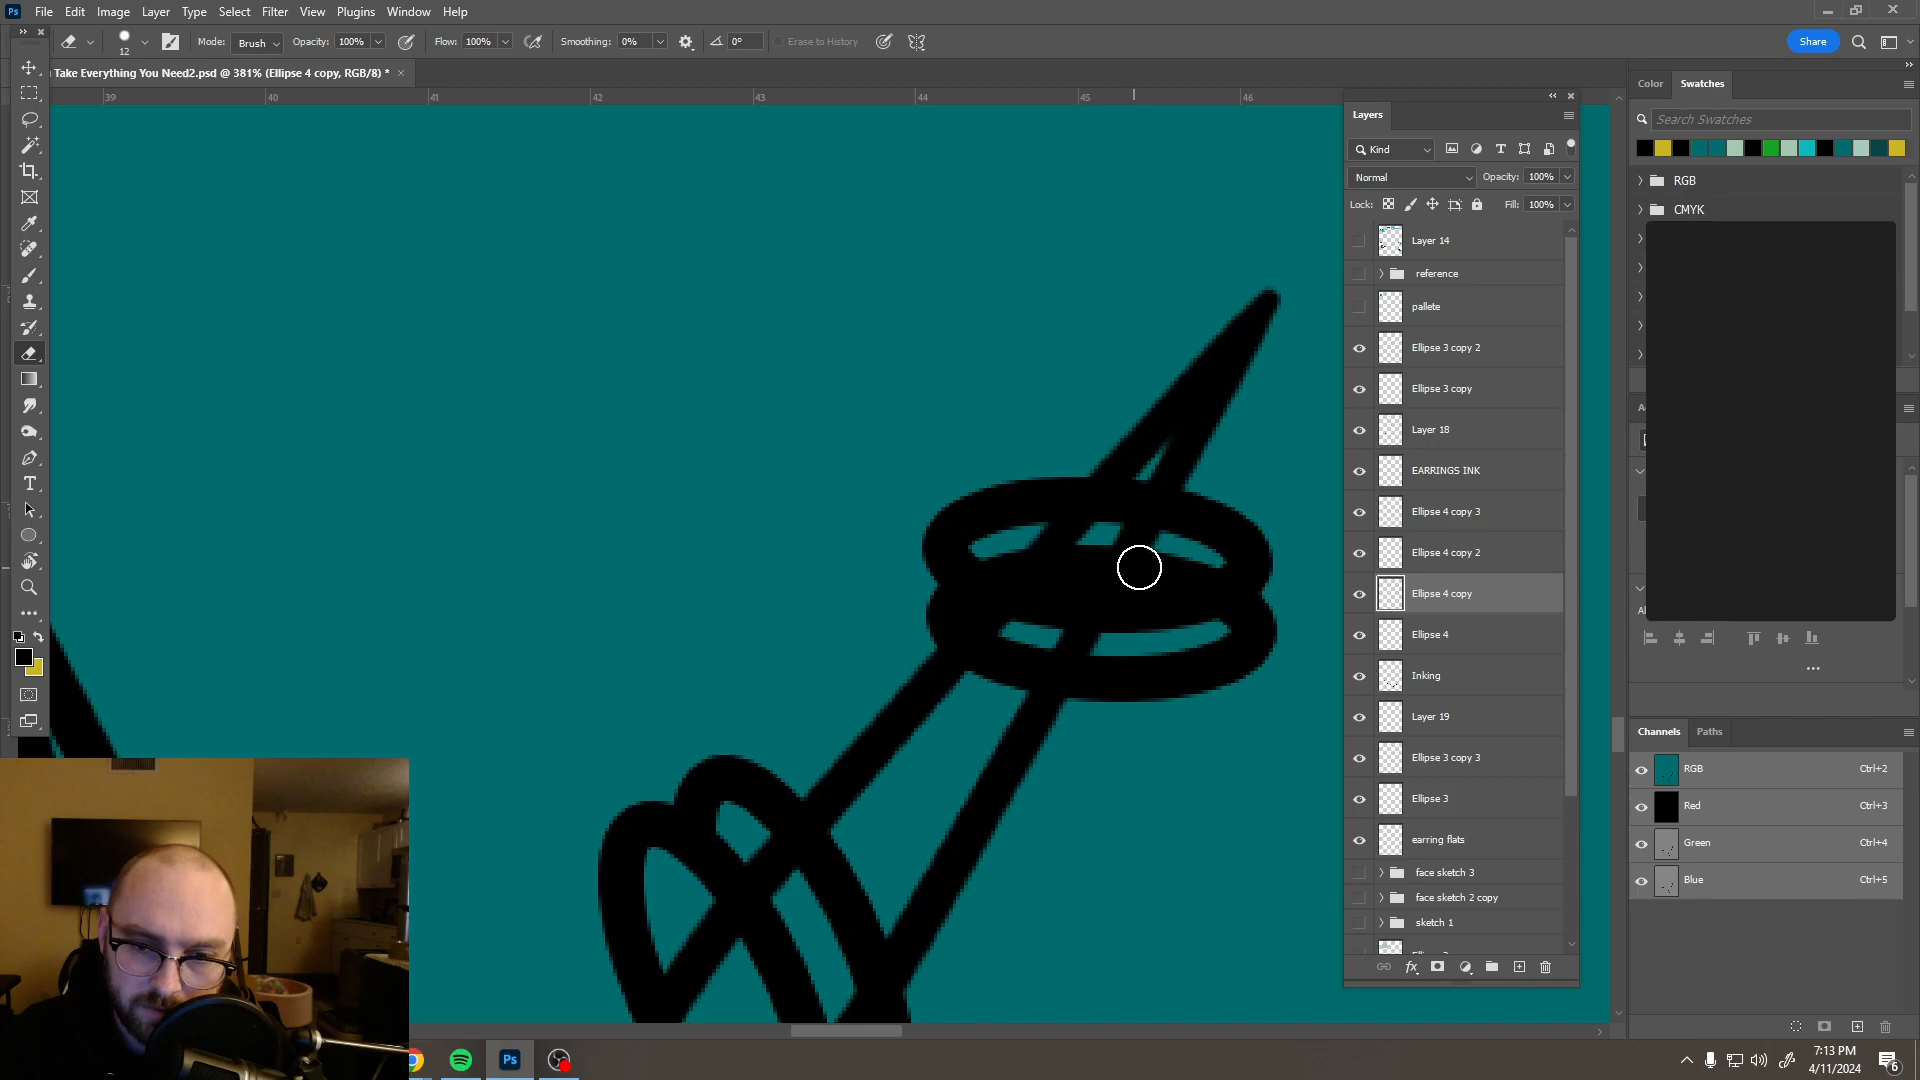 Ps File Edit Image Layer Type Select Filter View Plugins Window Help
12 Mode: Brush Opacity: 100% Flow: 100% Smoothing: 0% 0° Erase to History Share
Take Everything You Need2.psd @ 381% (Ellipse 4 copy, RGB/8) *
39 40 41 42 43 44 45 46
Layers
Kind
Normal Opacity: 100%
Lock: Fill: 100%
Layer 14
reference
pallete
Ellipse 3 copy 2
Ellipse 3 copy
Layer 18
EARRINGS INK
Ellipse 4 copy 3
Ellipse 4 copy 2
Ellipse 4 copy
Ellipse 4
Inking
Layer 19
Ellipse 3 copy 3
Ellipse 3
earring flats
face sketch 3
face sketch 2 copy
sketch 1
fx
Color Swatches
Search Swatches
RGB
CMYK
Channels Paths
RGB Ctrl+2
Red Ctrl+3
Green Ctrl+4
Blue Ctrl+5
Ps
7:13 PM
4/11/2024
6